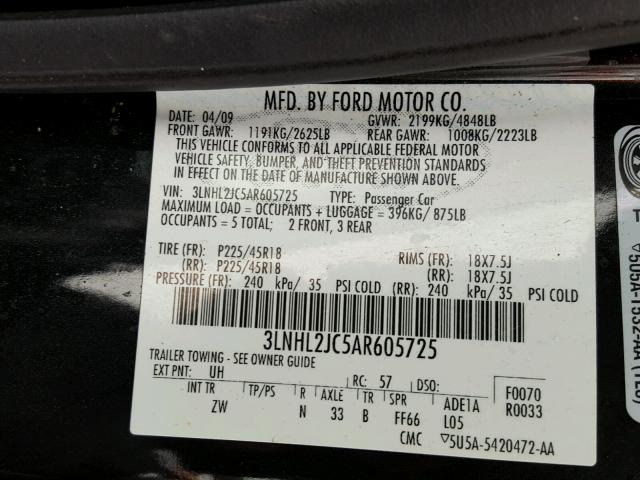 MFD. BY FORD MOTOR CO.
DATE: 04/09 GVWR: 2199KG/4848LB
FRONT GAWR: 1191KG/2625LB REAR GAWR: 1008KG/2223LB
THIS VEHICLE CONFORMS TO ALL APPLICABLE FEDERAL MOTOR
VEHICLE SAFETY, BUMPER, AND THEFT PREVENTION STANDARDS
IN EFFECT ON THE DATE OF MANUFACTURE SHOWN ABOVE.
VIN: 3LNHL2JC5AR605725 TYPE: Passenger Car
MAXIMUM LOAD = OCCUPANTS + LUGGAGE = 396KG/ 875LB
OCCUPANTS = 5 TOTAL: 2 FRONT, 3 REAR
TIRE (FR): P225/45R18 RIMS (FR): 18X7.5J
(RR): P225/45R18 (RR): 18X7.5J
PRESSURE (FR): 240 kPa/ 35 PSI COLD (RR): 240 kPa/ 35 PSI COLD
3LNHL2JC5AR605725
TRAILER TOWING - SEE OWNER GUIDE
EXT PNT: UH RC: 57 DSO: F0070
INT TR TP/PS R AXLE TR SPR ADE1A R0033
ZW N 33 B FF66 L05
CMC ▽5U5A-5420472-AA